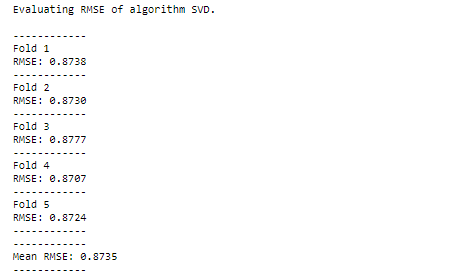 Evaluating RMSE of algorithm SVD.
------------
Fold 1
RMSE: 0.8738
------------
Fold 2
RMSE: 0.8730
------------
Fold 3
RMSE: 0.8777
------------
Fold 4
RMSE: 0.8707
------------
Fold 5
RMSE: 0.8724
------------
------------
Mean RMSE: 0.8735
------------